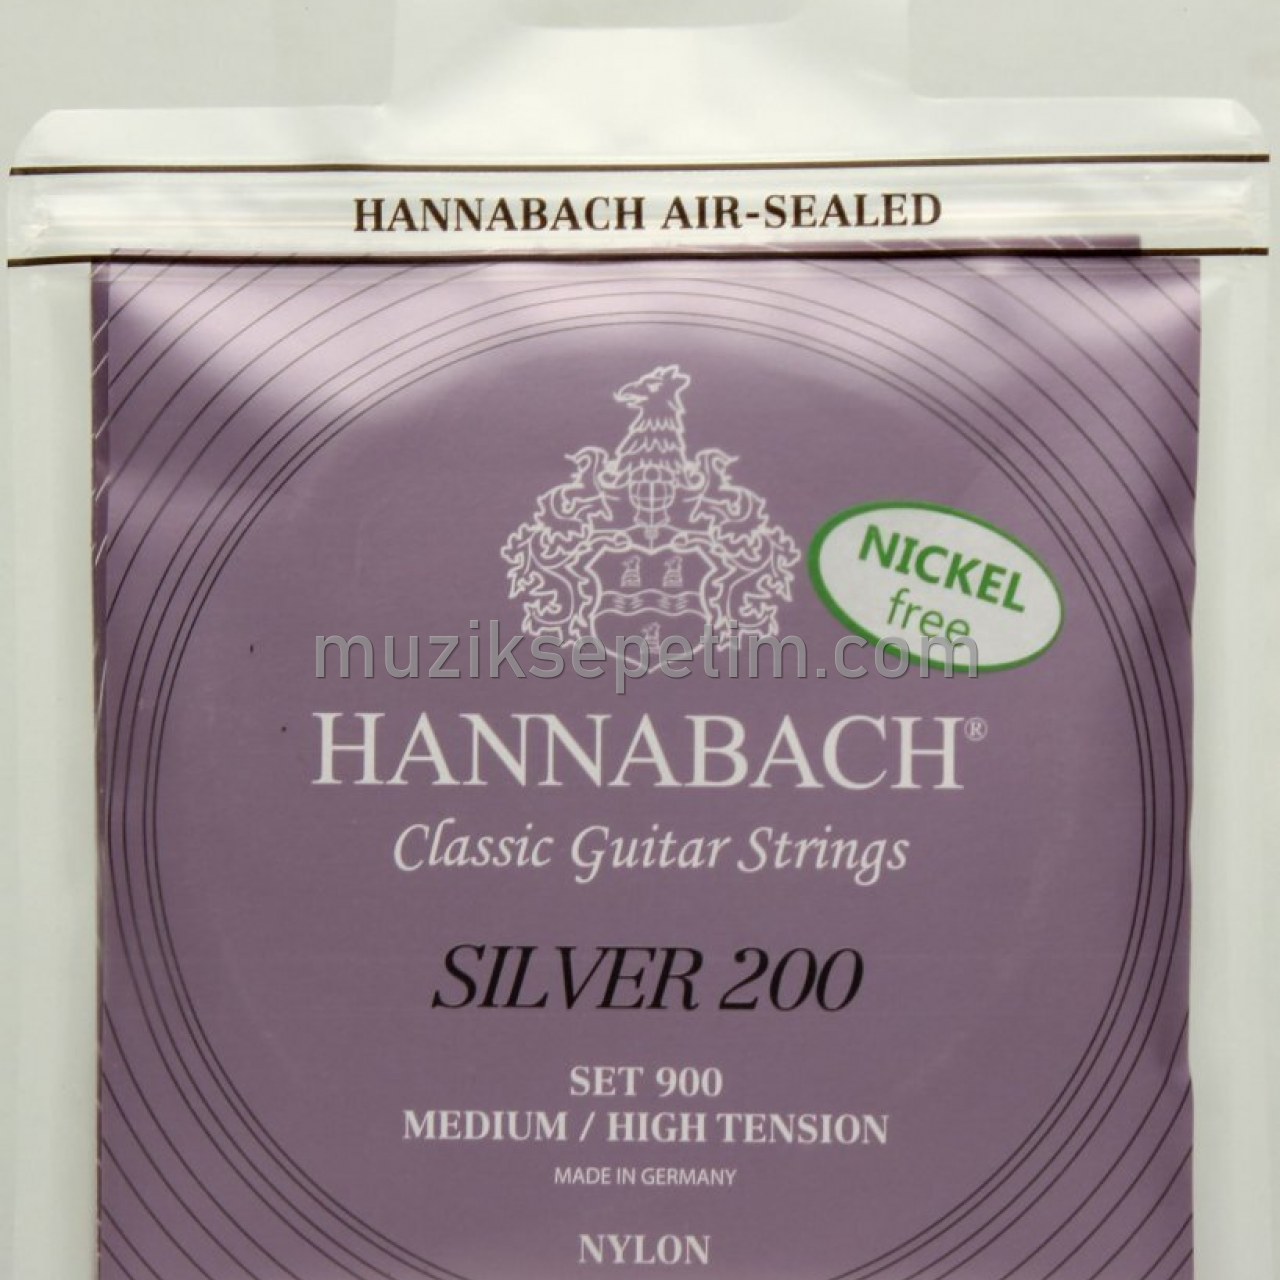 HANNABACH AIR-SEALED
NICKEL
free
muziksepetim.com
HANNABACH®
Classic Guitar Strings
SILVER 200
SET 900
MEDIUM / HIGH TENSION
MADE IN GERMANY
NYLON